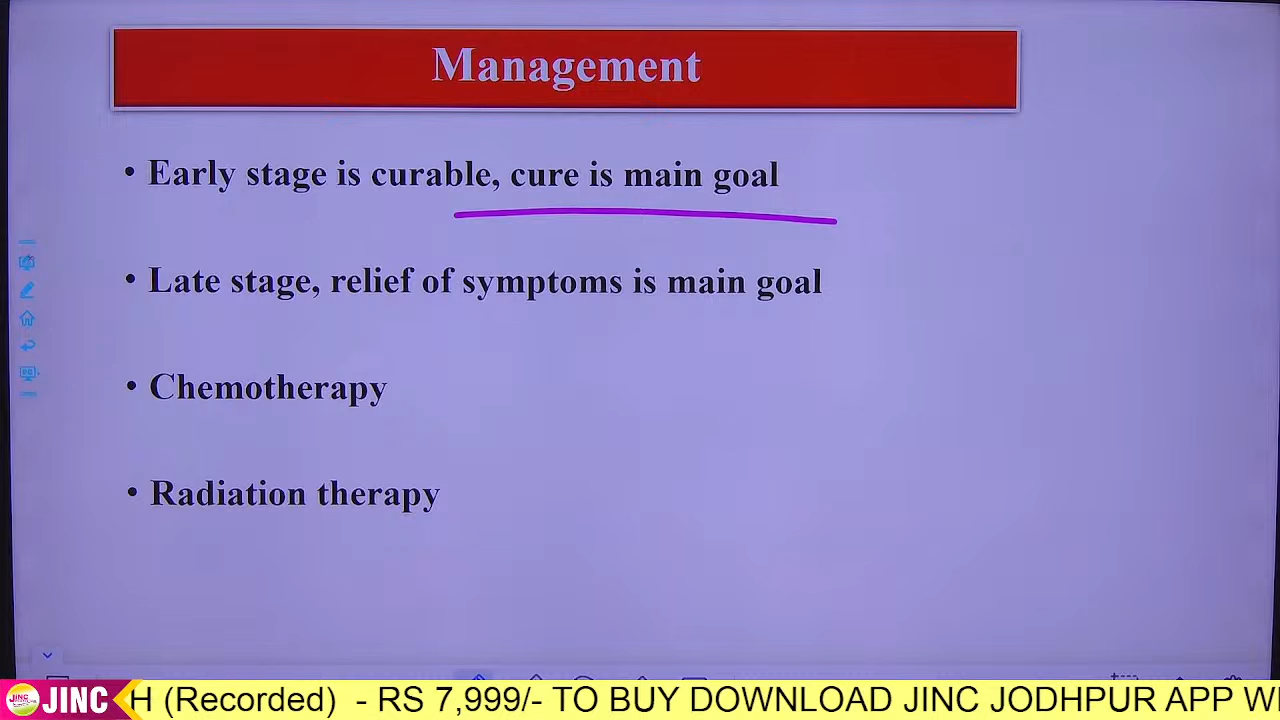 Management
• Early stage is curable, cure is main goal
• Late stage, relief of symptoms is main goal
• Chemotherapy
• Radiation therapy
JINC
JINC H (Recorded) - RS 7,999/- TO BUY DOWNLOAD JINC JODHPUR APP